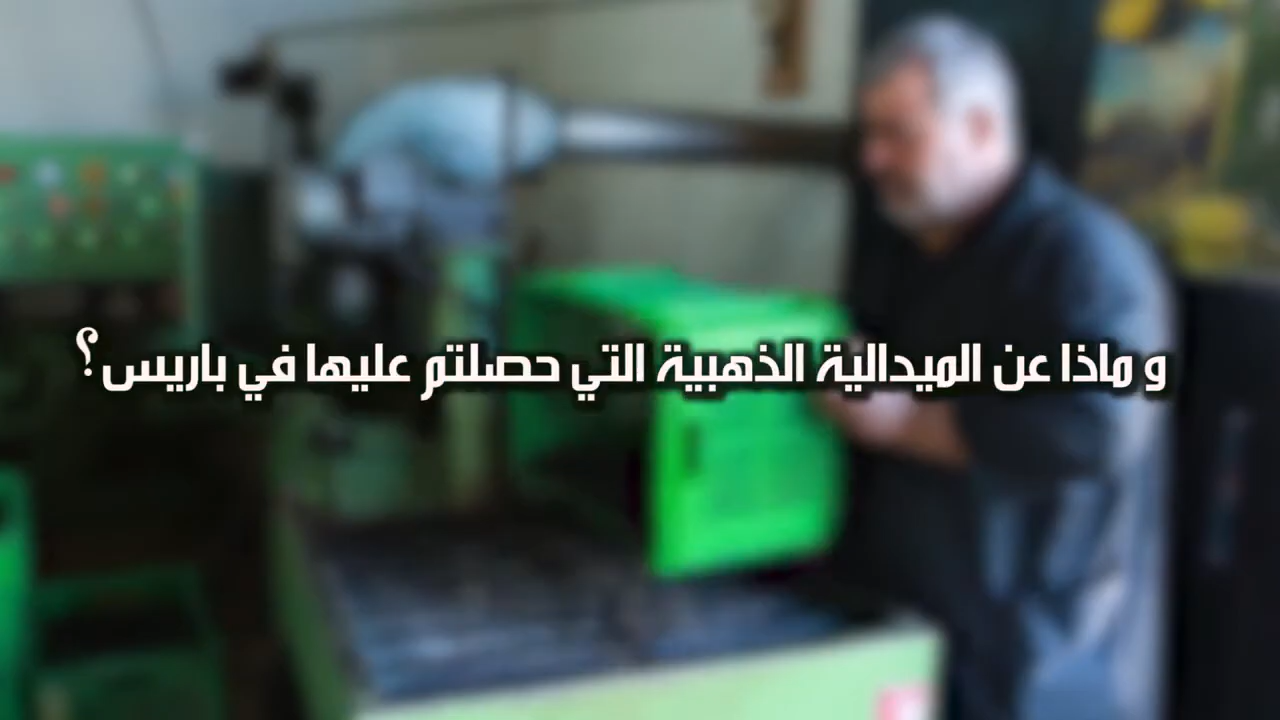 و ماذا عن الميدالية الذهبية التي حصلتم عليها في باريس؟